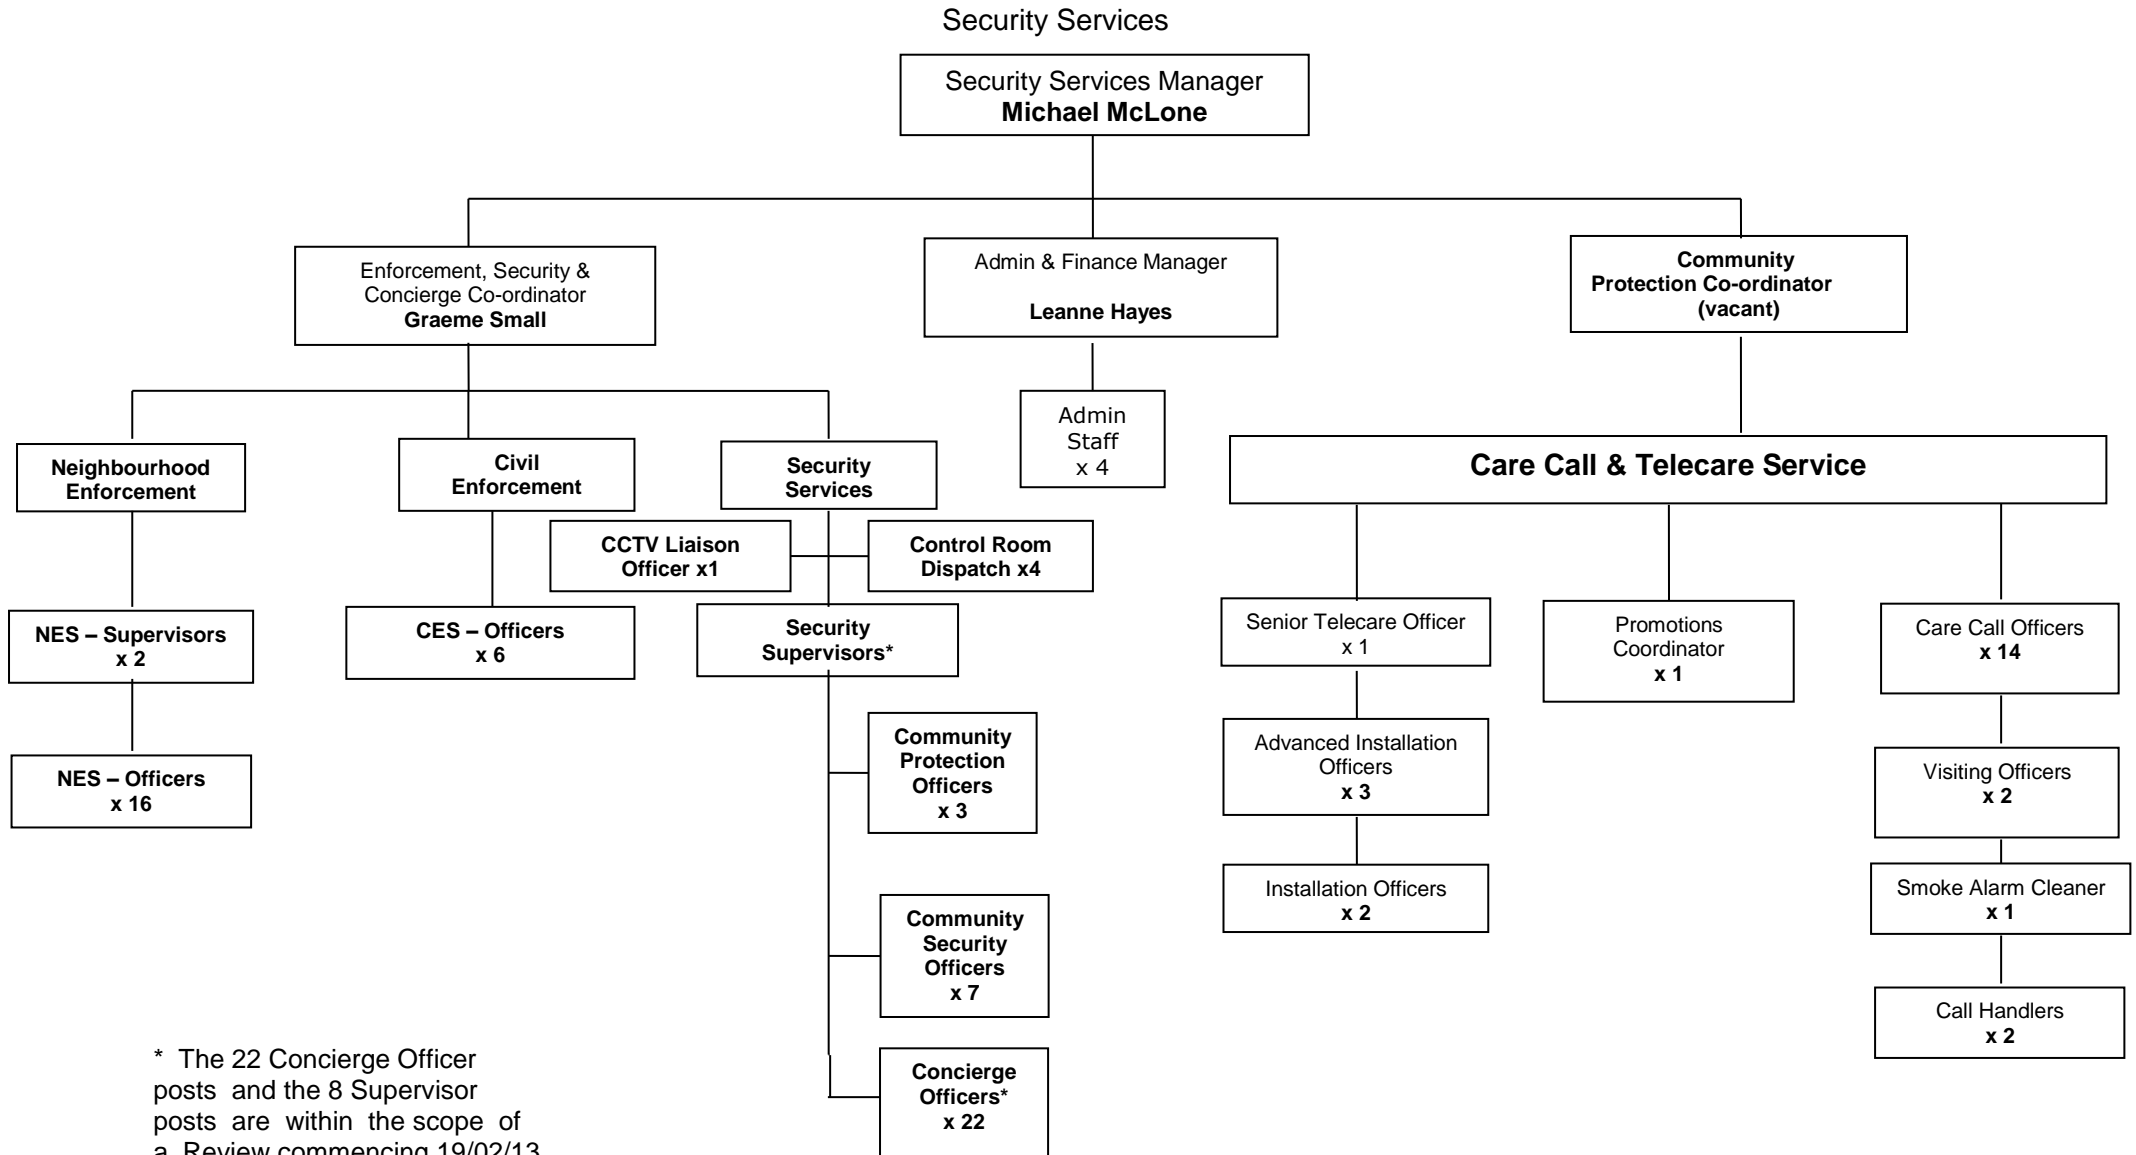 Security Services
Security Services Manager
Michael McLone
Enforcement, Security &
Concierge Co-ordinator
Graeme Small
Admin & Finance Manager
Leanne Hayes
Community
Protection Co-ordinator
(vacant)
Admin
Staff
x 4
Neighbourhood
Enforcement
Civil
Enforcement
Security
Services
Care Call & Telecare Service
CCTV Liaison
Officer x1
Control Room
Dispatch x4
NES – Supervisors
x 2
CES – Officers
x 6
Security
Supervisors*
Senior Telecare Officer
x 1
Promotions
Coordinator
x 1
Care Call Officers
x 14
NES – Officers
x 16
Community
Protection
Officers
x 3
Advanced Installation
Officers
x 3
Visiting Officers
x 2
Installation Officers
x 2
Smoke Alarm Cleaner
x 1
Community
Security
Officers
x 7
Call Handlers
x 2
Concierge
Officers*
x 22
* The 22 Concierge Officer
posts and the 8 Supervisor
posts are within the scope of
a Review commencing 19/02/13